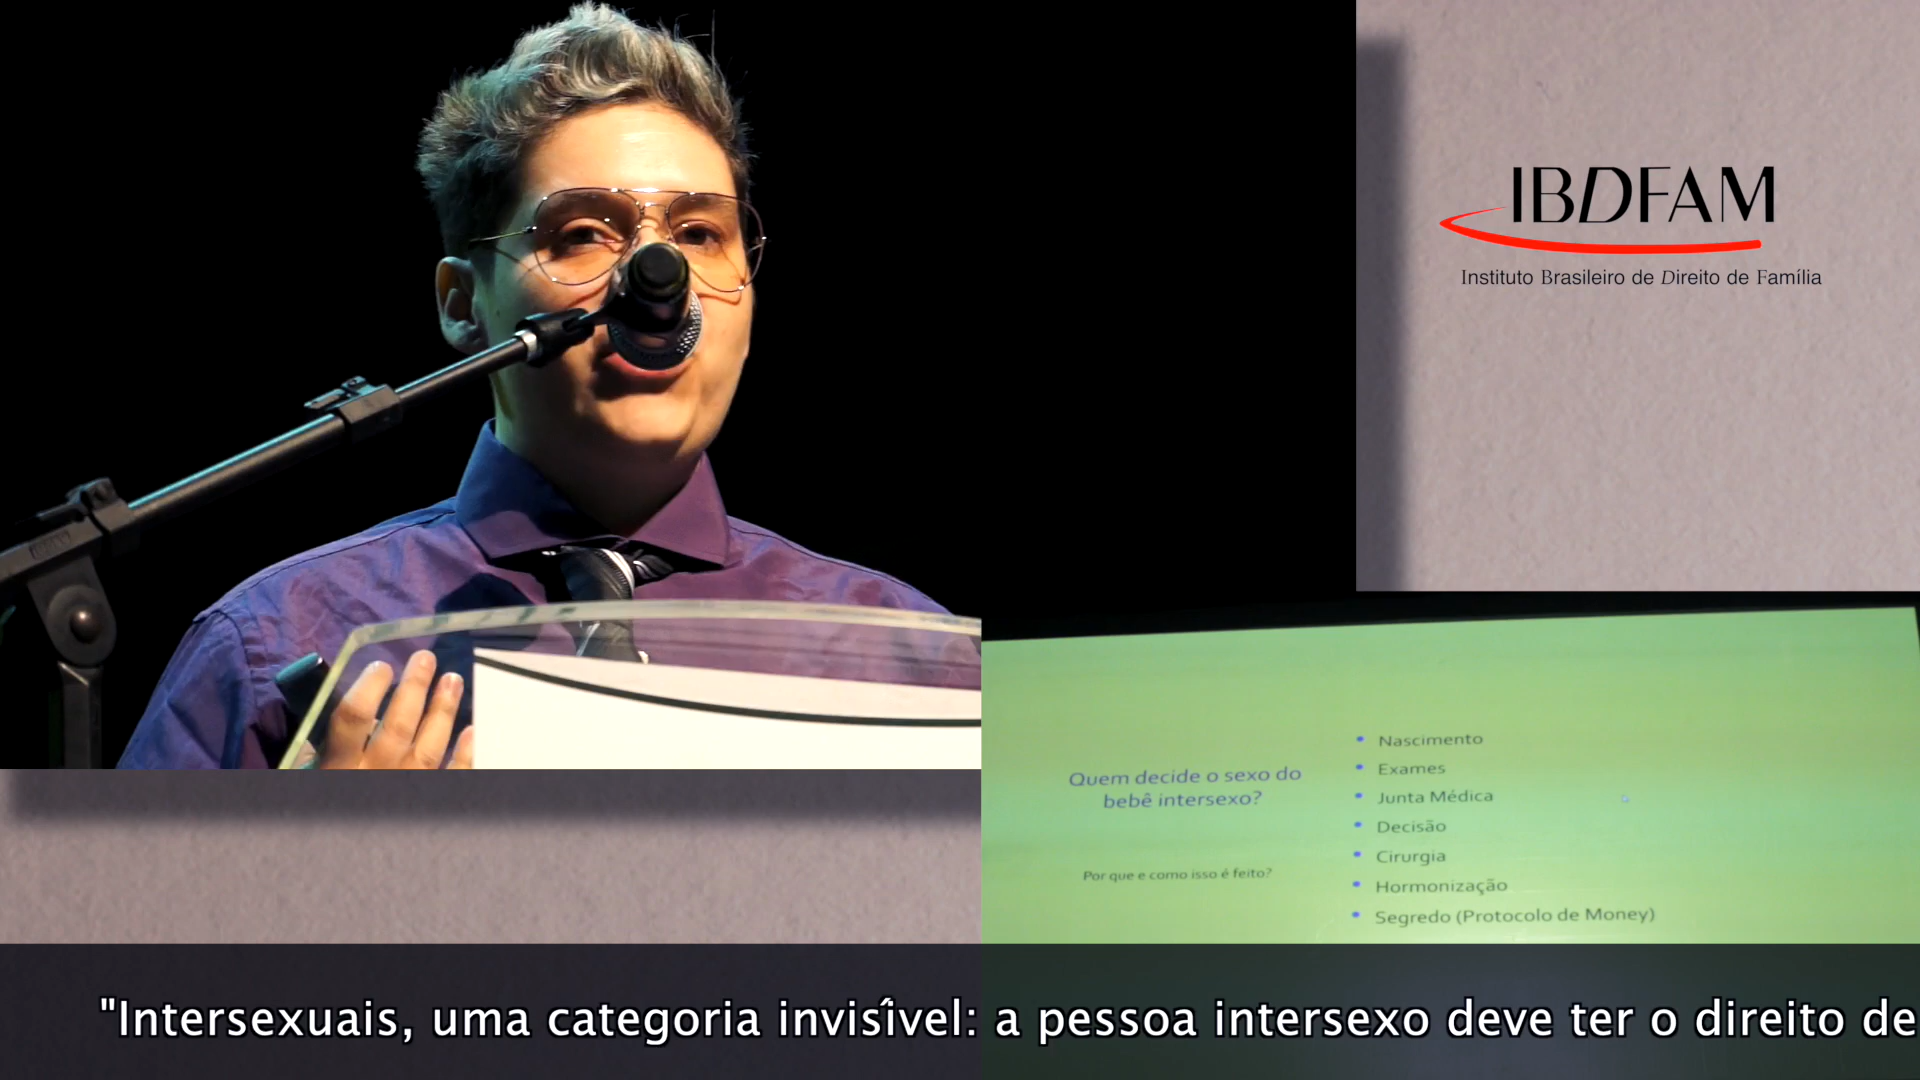 IBDFAM
Instituto Brasileiro de Direito de Família
Quem decide o sexo do
bebê intersexo?
Por que e como isso é feito?
• Nascimento
• Exames
• Junta Médica
• Decisão
• Cirurgia
• Hormonização
• Segredo (Protocolo de Money)
"Intersexuais, uma categoria invisível: a pessoa intersexo deve ter o direito de